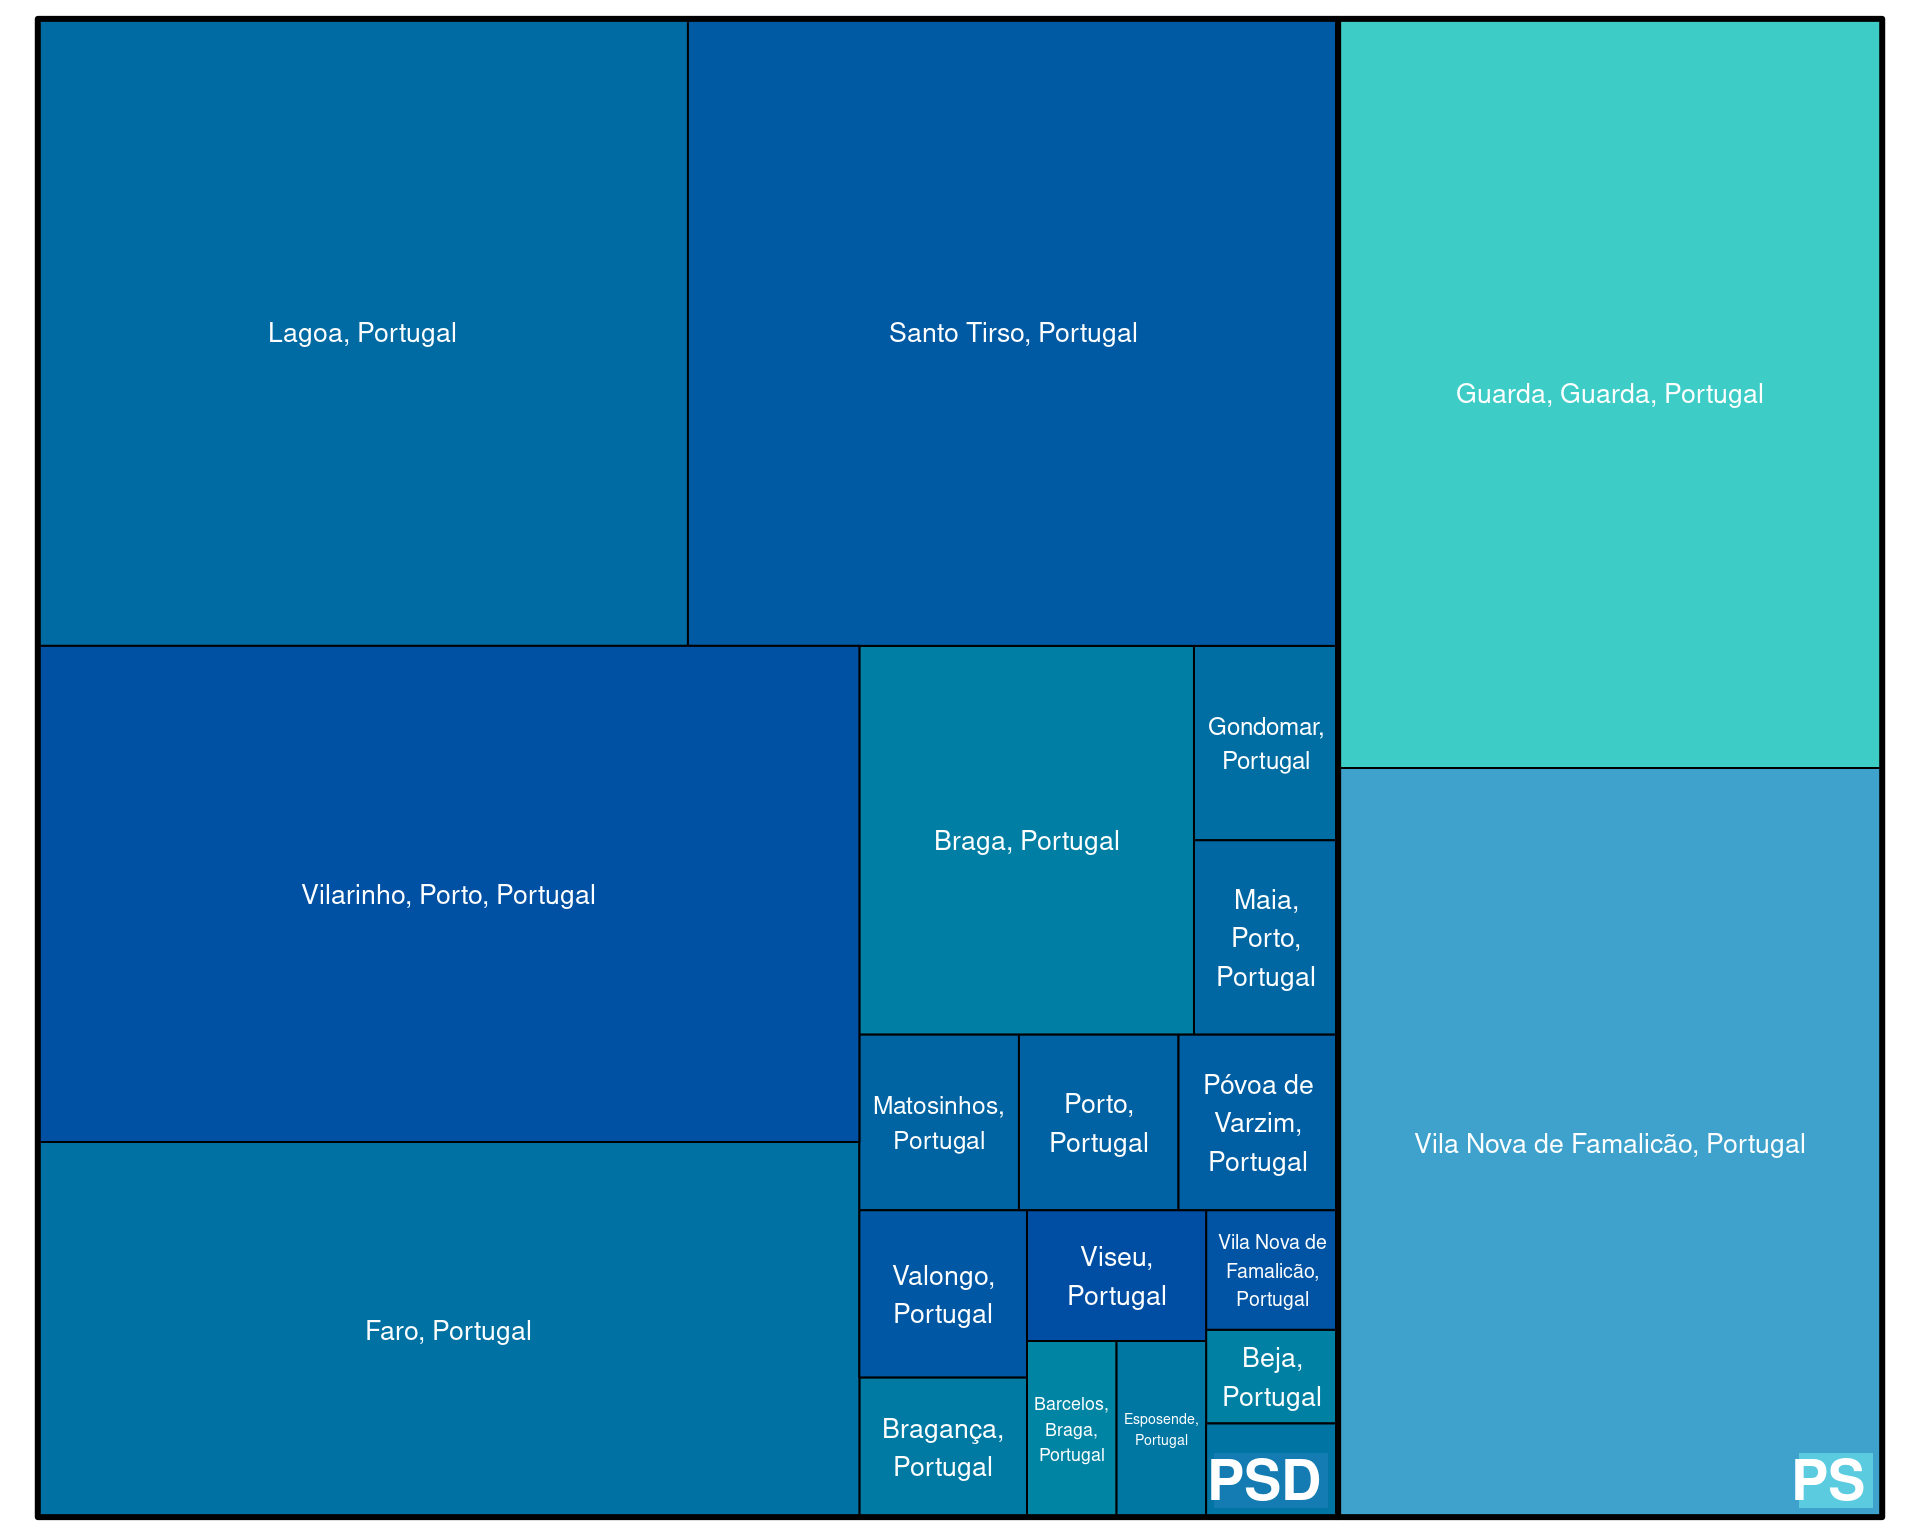 Lagoa, Portugal
Santo Tirso, Portugal
Guarda, Guarda, Portugal
Vilarinho, Porto, Portugal
Braga, Portugal
Gondomar,
Portugal
Maia,
Porto,
Portugal
Matosinhos,
Portugal
Porto,
Portugal
Póvoa de
Varzim,
Portugal
Vila Nova de Famalicão, Portugal
Faro, Portugal
Valongo,
Portugal
Viseu,
Portugal
Vila Nova de
Famalicão,
Portugal
Beja,
Portugal
Bragança,
Portugal
Barcelos,
Braga,
Portugal
Esposende,
Portugal
PSD
PS